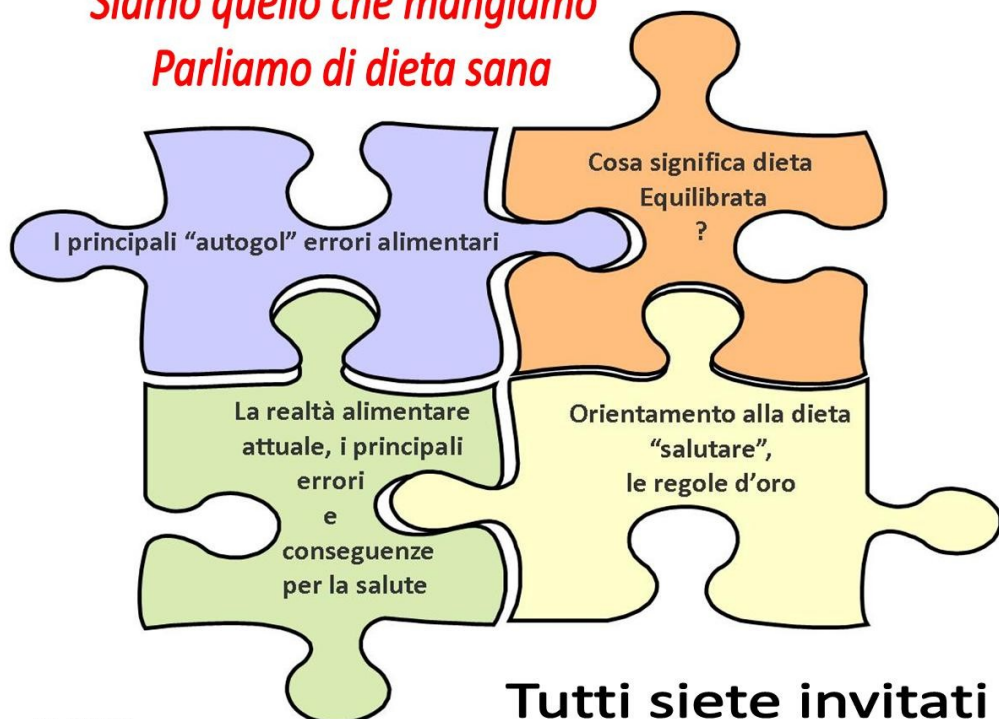 Siamo quello che mangiamo
Parliamo di dieta sana
I principali “autogol” errori alimentari
Cosa significa dieta
Equilibrata
?
La realtà alimentare
attuale, i principali
errori
e
conseguenze
per la salute
Orientamento alla dieta
“salutare”,
le regole d’oro
Tutti siete invitati